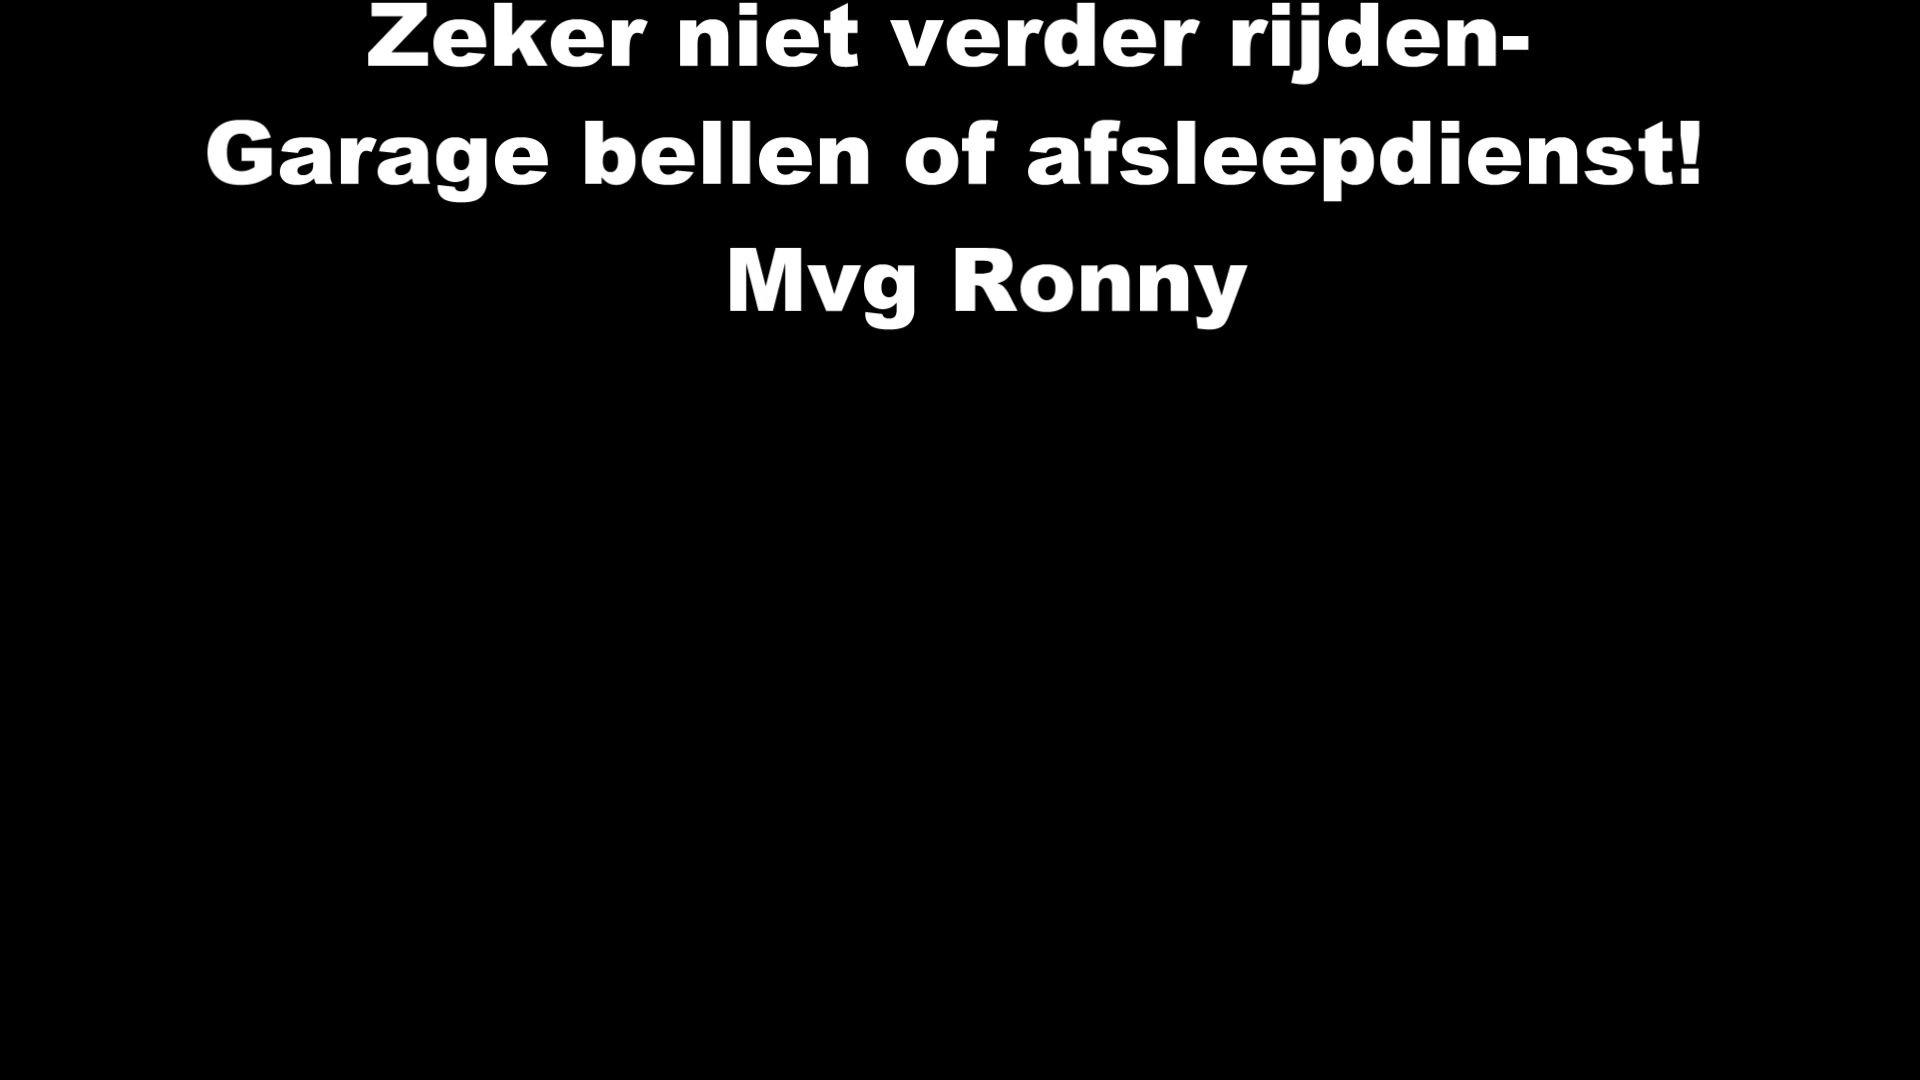 Zeker niet verder rijden-
Garage bellen of afsleepdienst!
Mvg Ronny